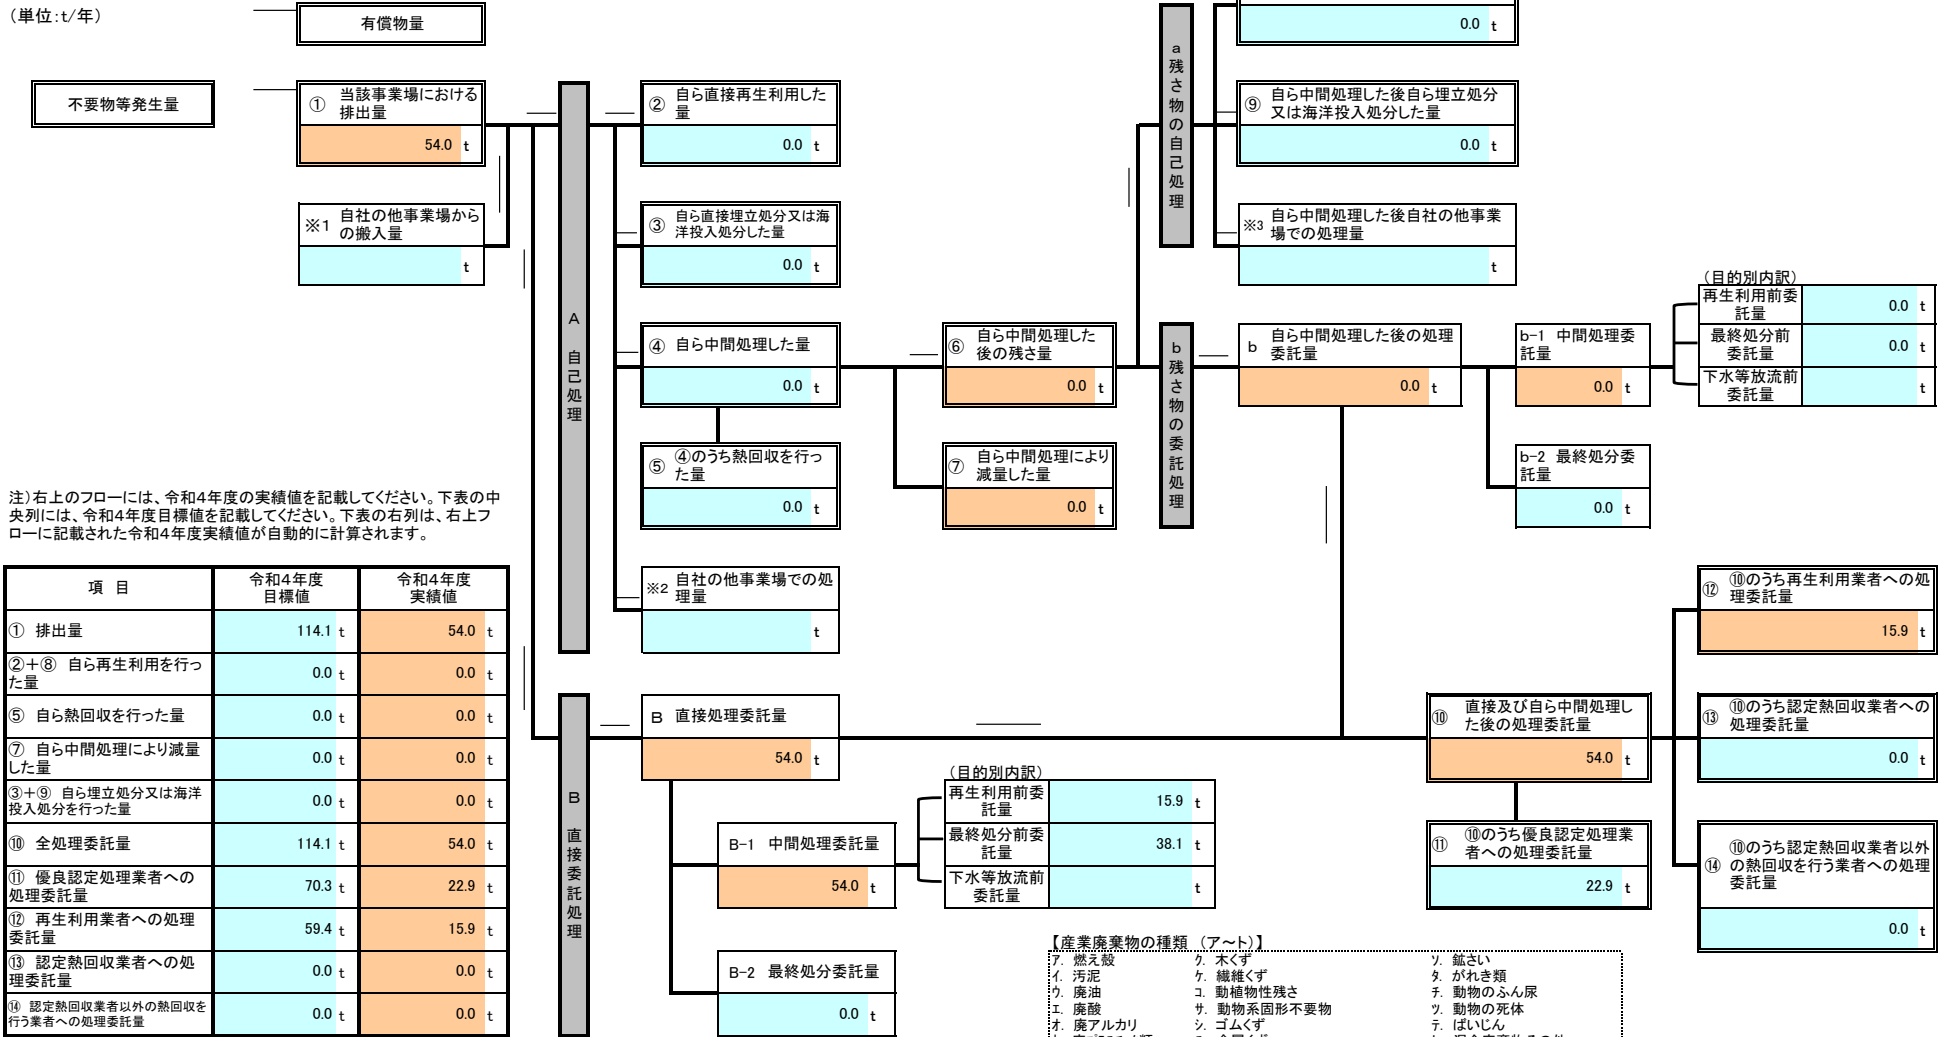 （単位:t/年）
有償物量
不要物等発生量
① 当該事業場における
排出量
54.0 t
※1 自社の他事業場から
の搬入量
t
A
自己処理
② 自ら直接再生利用した
量
0.0 t
③ 自ら直接埋立処分又は海
洋投入処分した量
0.0 t
④ 自ら中間処理した量
0.0 t
⑤ ④のうち熱回収を行っ
た量
0.0 t
※2 自社の他事業場での処
理量
t
⑥ 自ら中間処理した
後の残さ量
0.0 t
⑦ 自ら中間処理により
減量した量
0.0 t
a
残さ物の自己処理
0.0 t
⑨ 自ら中間処理した後自ら埋立処分
又は海洋投入処分した量
0.0 t
※3 自ら中間処理した後自社の他事業
場での処理量
t
b
残さ物の委託処理
b 自ら中間処理した後の処理
委託量
0.0 t
b-1 中間処理委
託量
0.0 t
b-2 最終処分委
託量
0.0 t
（目的別内訳）
再生利用前委
託量
0.0 t
最終処分前
委託量
0.0 t
下水等放流前
委託量
t
注）右上のフローには、令和4年度の実績値を記載してください。下表の中
央列には、令和4年度目標値を記載してください。下表の右列は、右上フ
ローに記載された令和4年度実績値が自動的に計算されます。
項 目
令和4年度
目標値
令和4年度
実績値
① 排出量
114.1 t
54.0 t
②＋⑧ 自ら再生利用を行っ
た量
0.0 t
0.0 t
⑤ 自ら熱回収を行った量
0.0 t
0.0 t
⑦ 自ら中間処理により減量
した量
0.0 t
0.0 t
③＋⑨ 自ら埋立処分又は海洋
投入処分を行った量
0.0 t
0.0 t
⑩ 全処理委託量
114.1 t
54.0 t
⑪ 優良認定処理業者への
処理委託量
70.3 t
22.9 t
⑫ 再生利用業者への処理
委託量
59.4 t
15.9 t
⑬ 認定熱回収業者への処
理委託量
0.0 t
0.0 t
⑭ 認定熱回収業者以外の熱回収を
行う業者への処理委託量
0.0 t
0.0 t
B
直接委託処理
B 直接処理委託量
54.0 t
B-1 中間処理委託量
54.0 t
B-2 最終処分委託量
0.0 t
（目的別内訳）
再生利用前委
託量
15.9 t
最終処分前委
託量
38.1 t
下水等放流前
委託量
t
⑩ 直接及び自ら中間処理し
た後の処理委託量
54.0 t
⑪ ⑩のうち優良認定処理業
者への処理委託量
22.9 t
⑫ ⑩のうち再生利用業者への処
理委託量
15.9 t
⑬ ⑩のうち認定熱回収業者への
処理委託量
0.0 t
⑭ ⑩のうち認定熱回収業者以外
の熱回収を行う業者への処理
委託量
0.0 t
【産業廃棄物の種類 （ア～ト）】
ア. 燃え殻
イ. 汚泥
ウ. 廃油
エ. 廃酸
オ. 廃アルカリ
ク. 木くず
ケ. 繊維くず
コ. 動植物性残さ
サ. 動物系固形不要物
シ. ゴムくず
ソ. 鉱さい
タ. がれき類
チ. 動物のふん尿
ツ. 動物の死体
テ. ばいじん